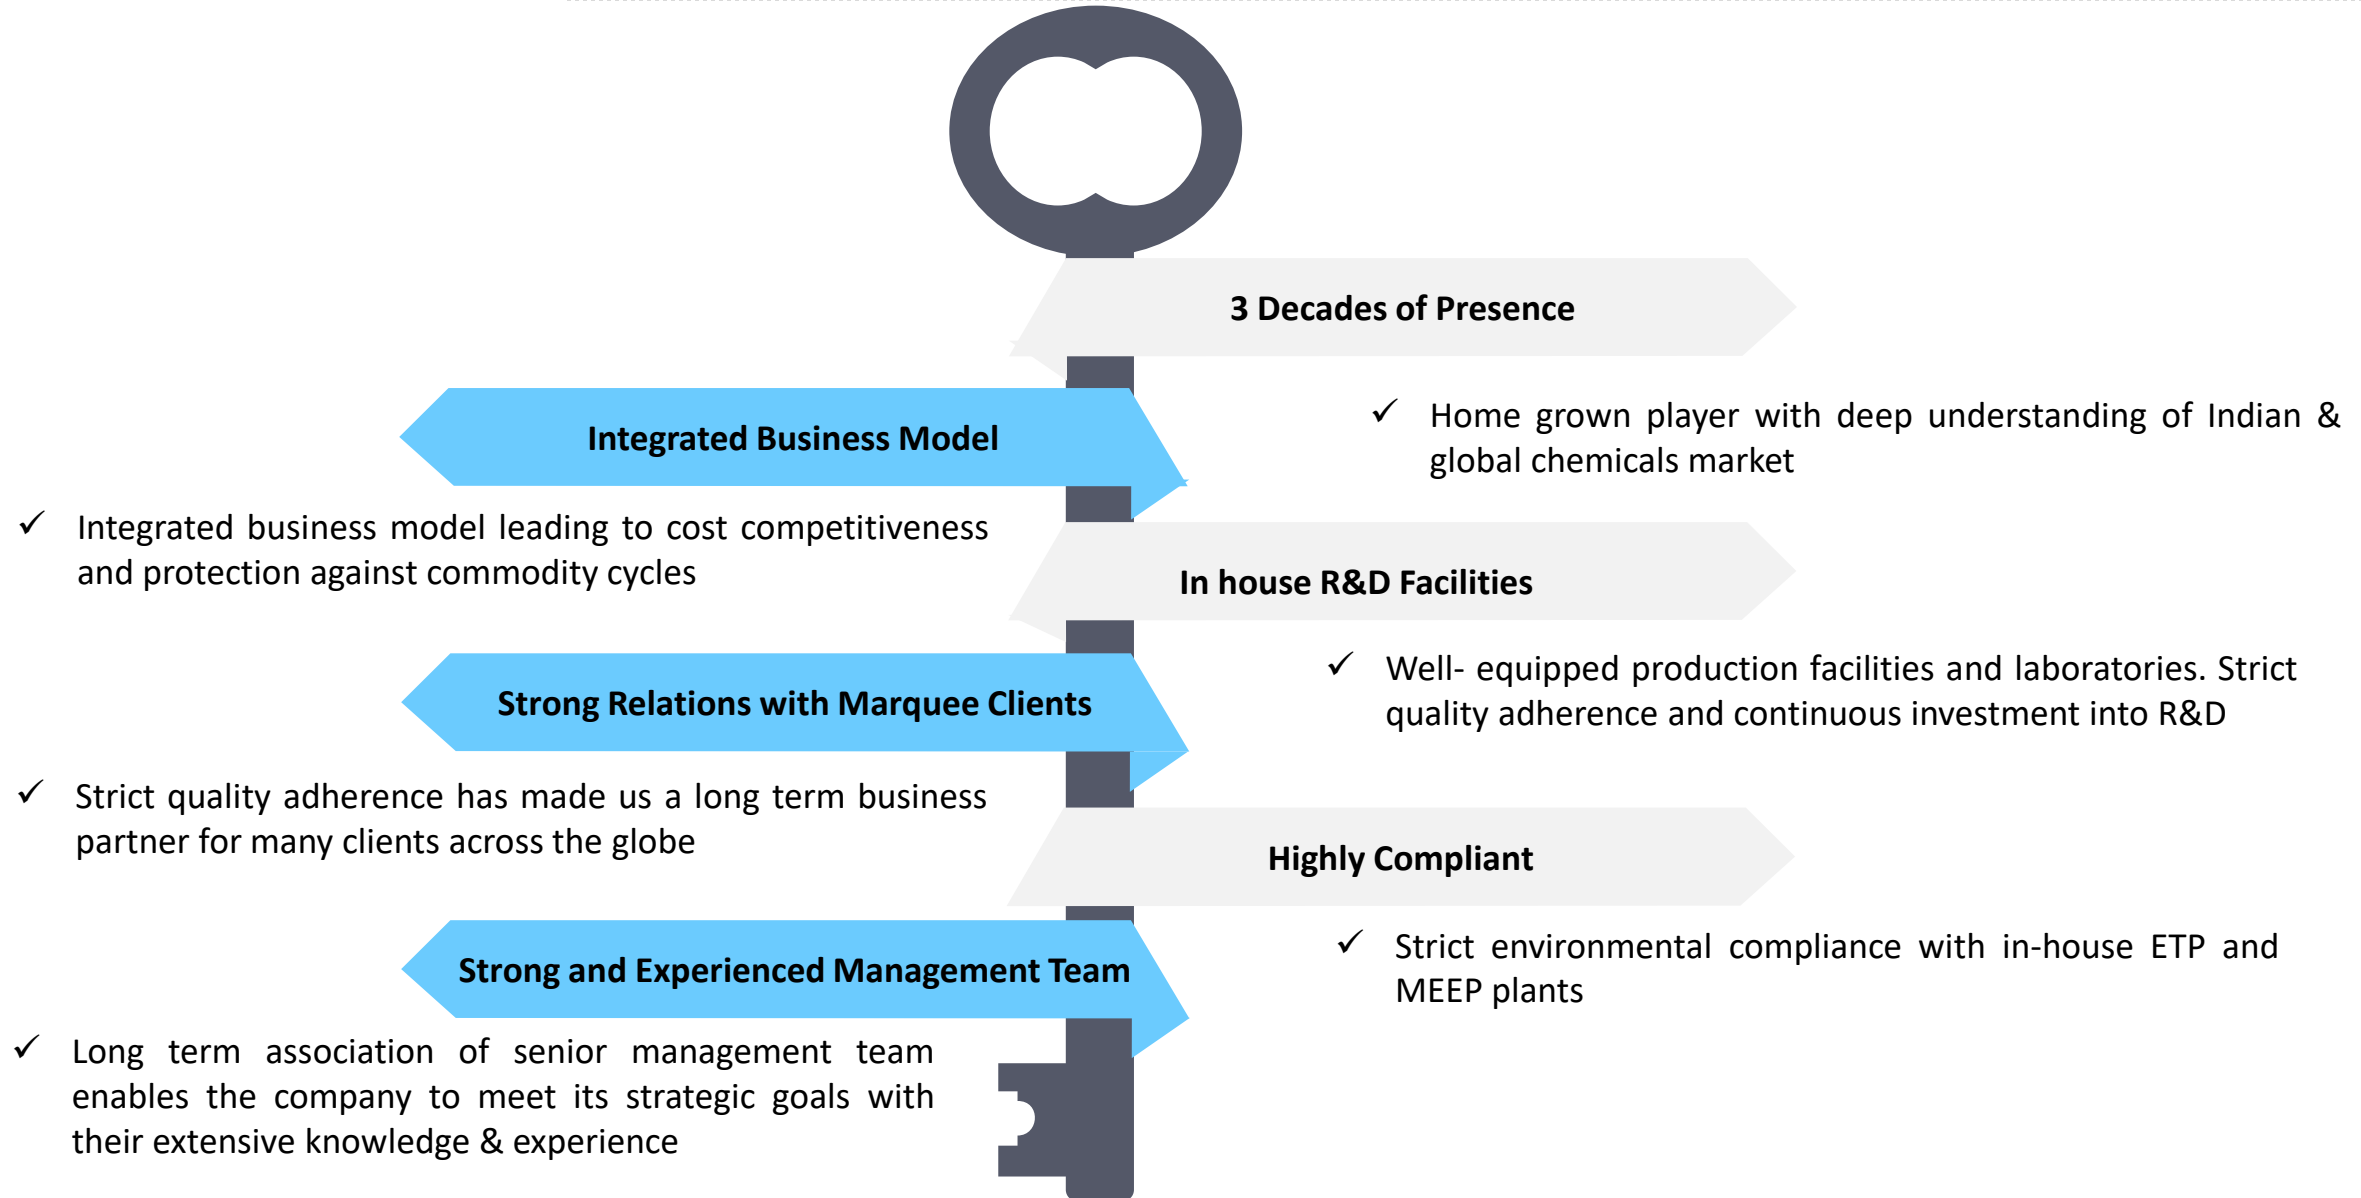 3 Decades of Presence
Home grown player with deep understanding of Indian &
global chemicals market
Integrated Business Model
Integrated business model leading to cost competitiveness
and protection against commodity cycles
In house R&D Facilities
Well- equipped production facilities and laboratories. Strict
quality adherence and continuous investment into R&D
Strong Relations with Marquee Clients
Strict quality adherence has made us a long term business
partner for many clients across the globe
Highly Compliant
Strict environmental compliance with in-house ETP and
MEEP plants
Strong and Experienced Management Team
Long term association of senior management team
enables the company to meet its strategic goals with
their extensive knowledge & experience